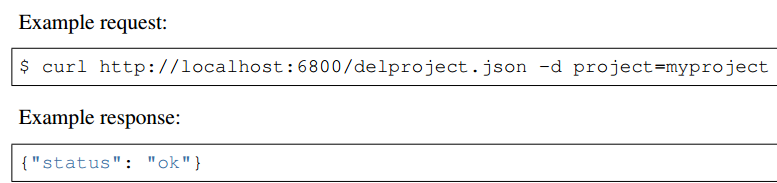 Example request:
$ curl http://localhost:6800/delproject.json -d project=myproject
Example response:
{"status": "ok"}